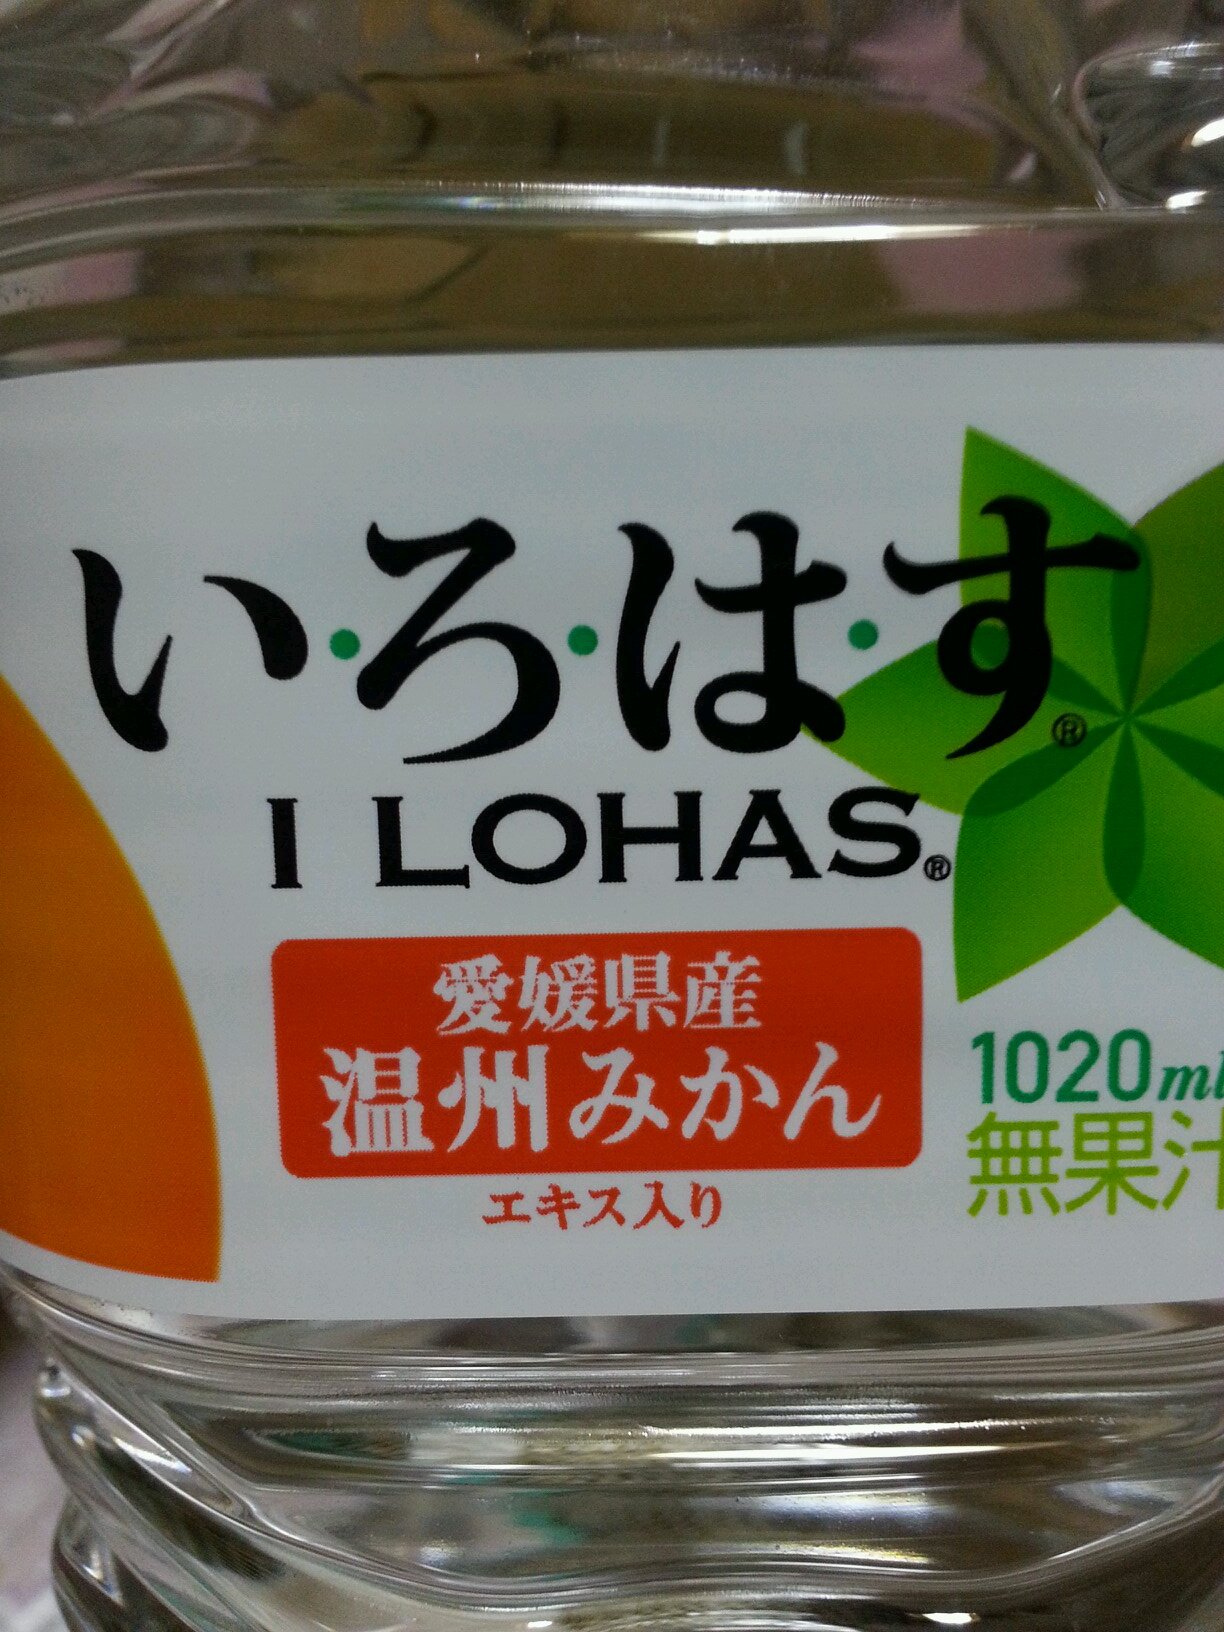 い・ろ・は・す®
I LOHAS®
愛媛県産
温州みかん
エキス入り
1020ml
無果汁